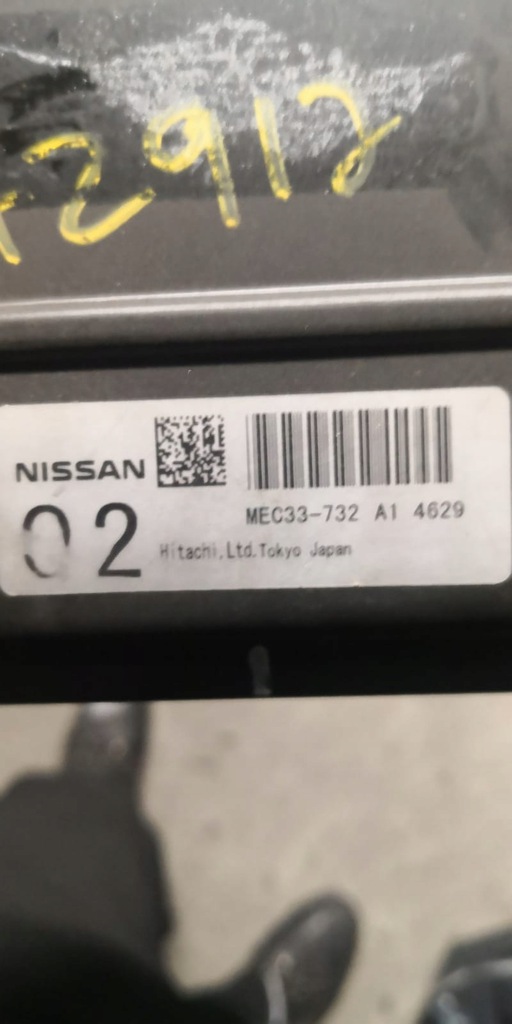 2912
NISSAN
02
MEC33-732 A1 4629
Hitachi,Ltd.Tokyo Japan